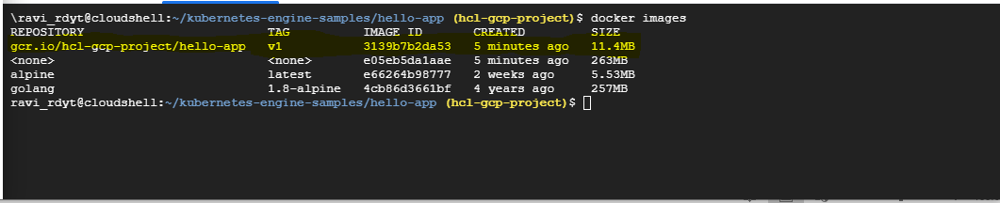 \ravi_rdyt@cloudshell:~/kubernetes-engine-samples/hello-app (hcl-gcp-project)$ docker images
REPOSITORY TAG IMAGE ID CREATED SIZE
gcr.io/hcl-gcp-project/hello-app v1 3139b7b2da53 5 minutes ago 11.4MB
<none> <none> e05eb5da1aae 5 minutes ago 263MB
alpine latest e66264b98777 2 weeks ago 5.53MB
golang 1.8-alpine 4cb86d3661bf 4 years ago 257MB
ravi_rdyt@cloudshell:~/kubernetes-engine-samples/hello-app (hcl-gcp-project)$